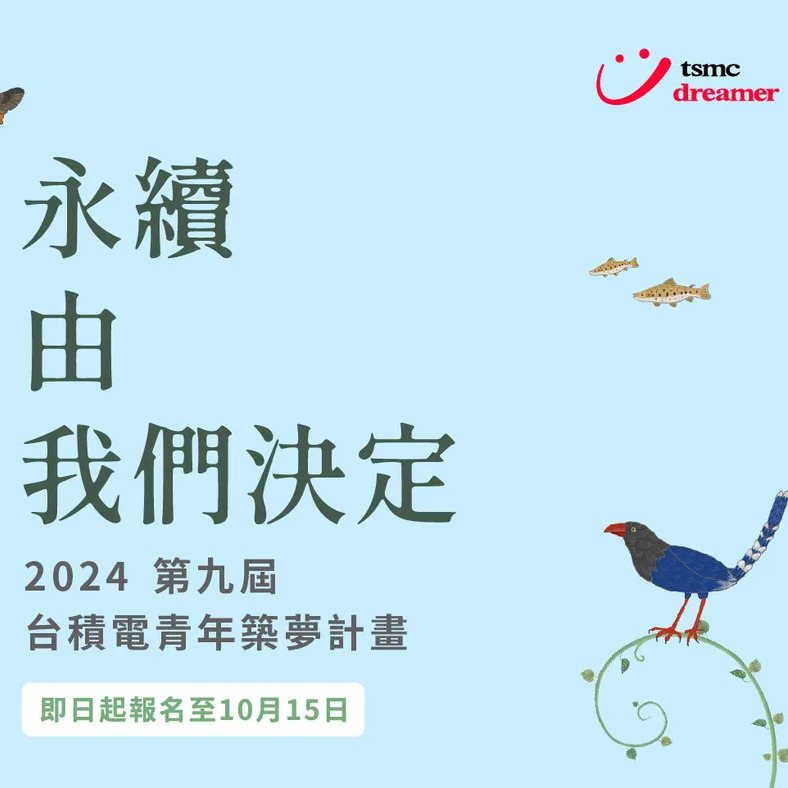 tsmc
dreamer
永續
由
我們決定
2024 第九屆
台積電青年築夢計畫
即日起報名至10月15日